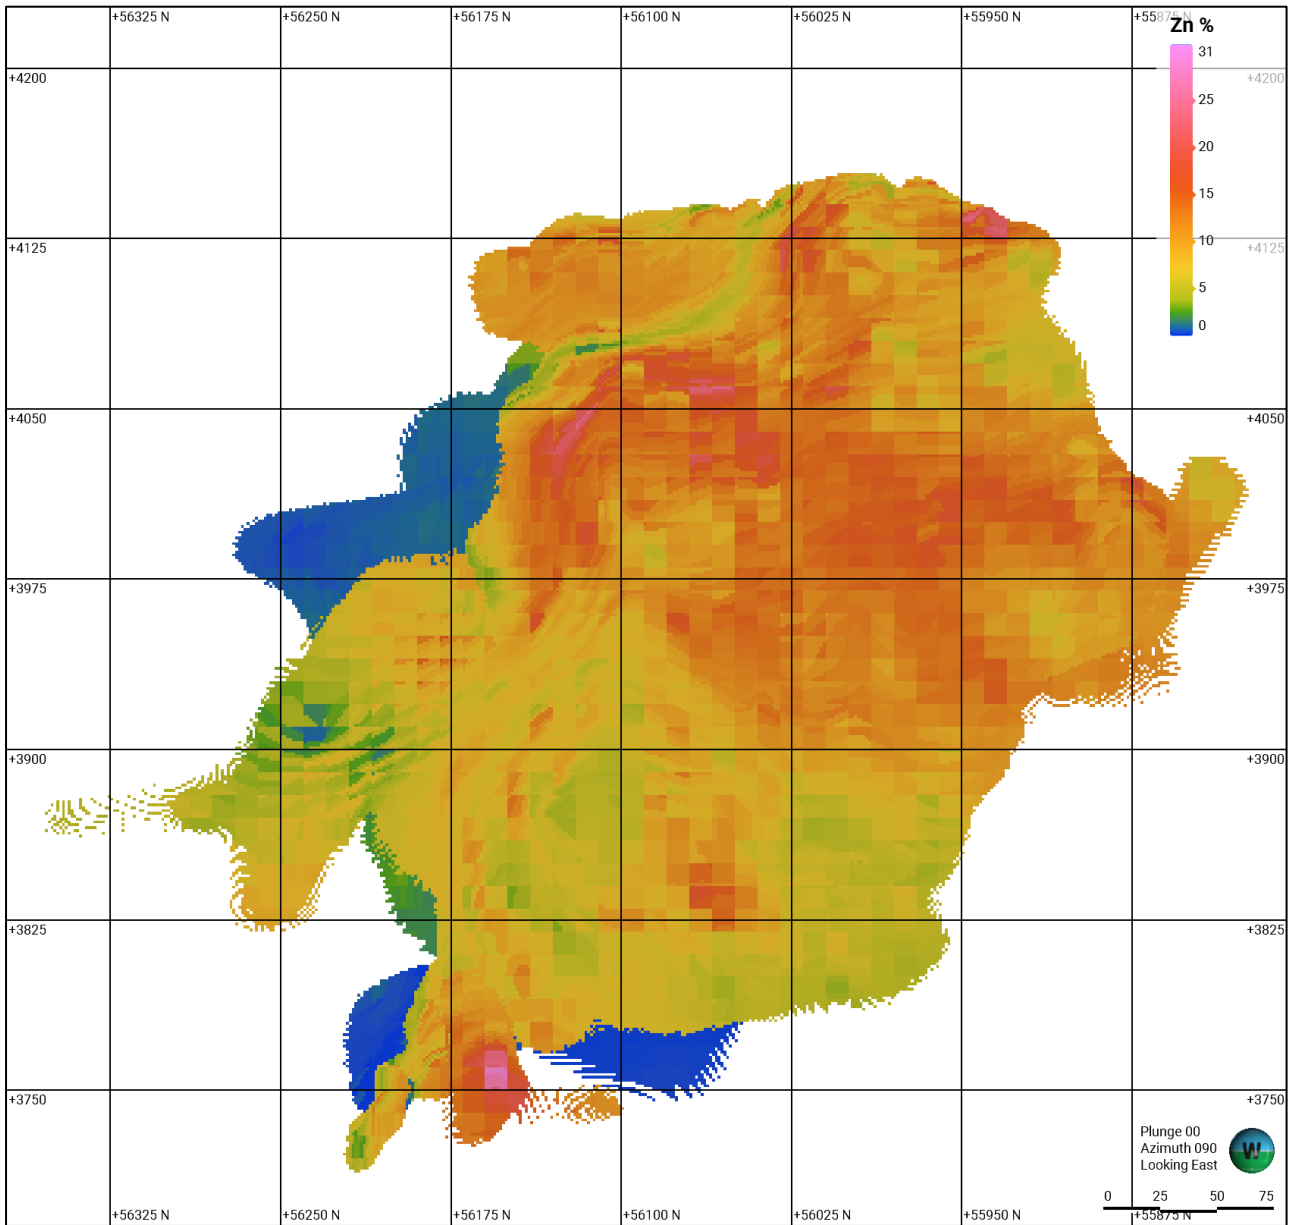 +56325 N +56250 N +56175 N +56100 N +56025 N +55950 N +55875 N
Zn %
31
25
20
15
10
5
0
+4200 +4200
+4125 +4125
+4050 +4050
+3975 +3975
+3900 +3900
+3825 +3825
+3750 +3750
Plunge 00
Azimuth 090
Looking East
W
0 25 50 75
+56325 N +56250 N +56175 N +56100 N +56025 N +55950 N +55875 N